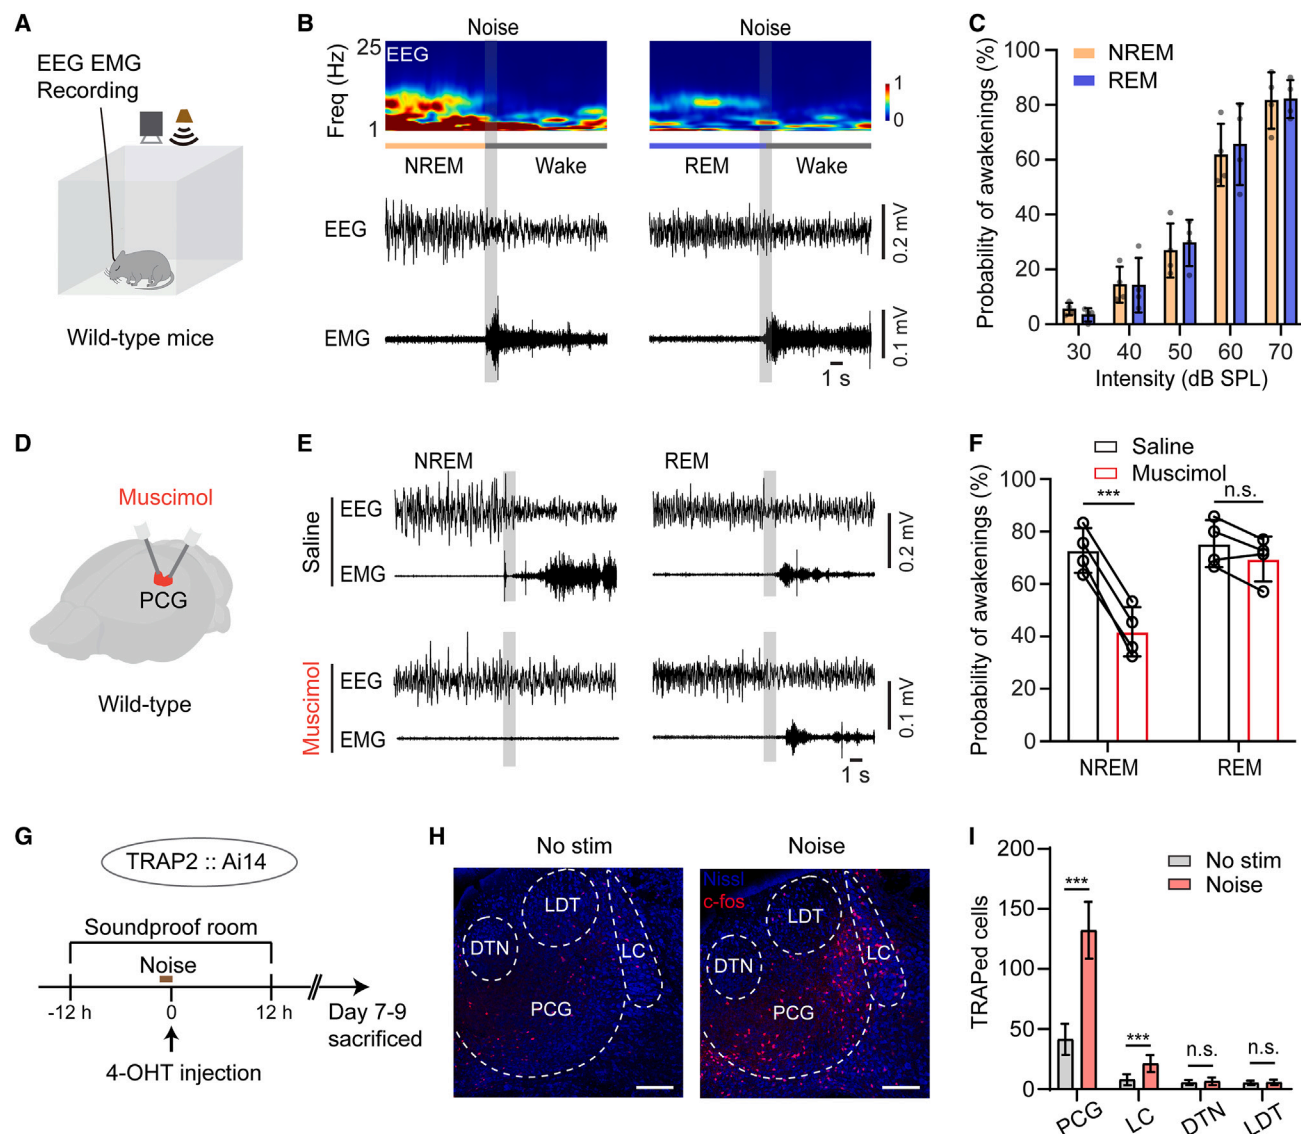 A
EEG EMG
Recording
Wild-type mice
B
Noise
Noise
Freq (Hz)
25
1
EEG
1
0
NREM
Wake
REM
Wake
EEG
0.2 mV
EMG
0.1 mV
1 s
C
Probability of awakenings (%)
100
80
60
40
20
0
NREM
REM
30
40
50
60
70
Intensity (dB SPL)
D
Muscimol
PCG
Wild-type
E
NREM
REM
Saline
EEG
EMG
0.2 mV
Muscimol
EEG
EMG
0.1 mV
1 s
F
Saline
Muscimol
Probability of awakenings (%)
100
80
60
40
20
0
***
n.s.
NREM
REM
G
TRAP2 :: Ai14
Soundproof room
Noise
-12 h
0
12 h
Day 7-9
sacrificed
4-OHT injection
H
No stim
Noise
LDT
DTN
LC
PCG
Nissl
c-fos
LDT
DTN
LC
PCG
I
No stim
Noise
TRAPed cells
200
150
100
50
0
***
***
n.s.
n.s.
PCG
LC
DTN
LDT